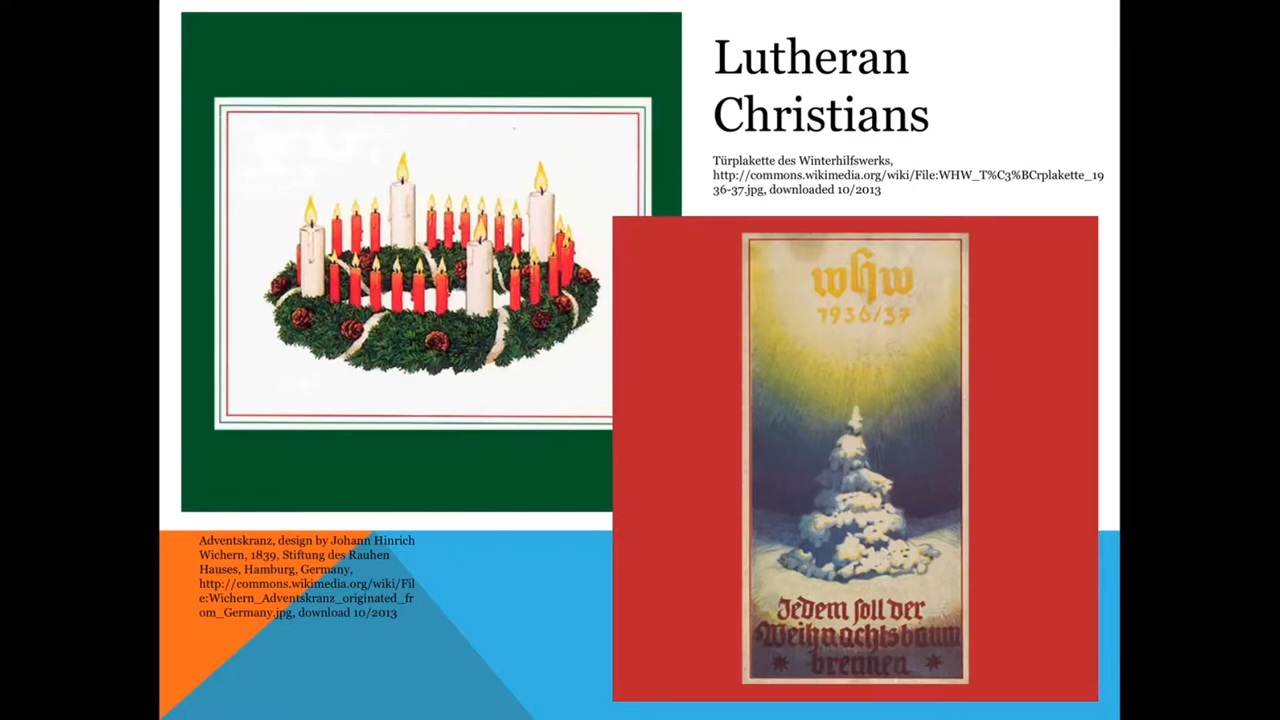 Lutheran
Christians
Türplakette des Winterhilfswerks,
http://commons.wikimedia.org/wiki/File:WHW_T%C3%BCrplakette_19
36-37.jpg, downloaded 10/2013
whw
1936/37
Jedem soll der
Weihnachtsbaum
brennen
Adventskranz, design by Johann Hinrich
Wichern, 1839, Stiftung des Rauhen
Hauses, Hamburg, Germany,
http://commons.wikimedia.org/wiki/Fil
e:Wichern_Adventskranz_originated_fr
om_Germany.jpg, download 10/2013